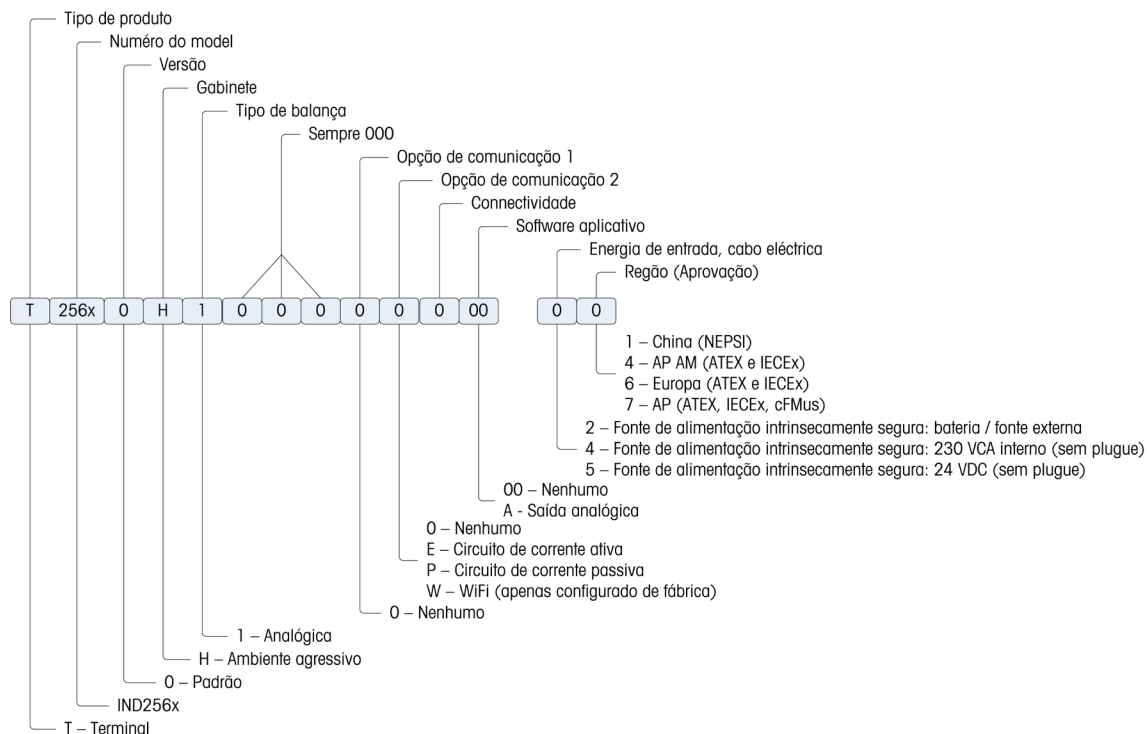 Tipo de produto
Numéro do model
Versão
Gabinete
Tipo de balança
Sempre 000
Opção de comunicação 1
Opção de comunicação 2
Connectividade
Software aplicativo
Energia de entrada, cabo eléctrica
Regão (Aprovação)
T 256x 0 H 1 0 0 0 0 0 0 00 0 0
1 – China (NEPSI)
4 – AP AM (ATEX e IECEx)
6 – Europa (ATEX e IECEx)
7 – AP (ATEX, IECEx, cFMus)
2 – Fonte de alimentação intrinsecamente segura: bateria / fonte externa
4 – Fonte de alimentação intrinsecamente segura: 230 VCA interno (sem plugue)
5 – Fonte de alimentação intrinsecamente segura: 24 VDC (sem plugue)
00 – Nenhumo
A - Saída analógica
0 – Nenhumo
E – Circuito de corrente ativa
P – Circuito de corrente passiva
W – WiFi (apenas configurado de fábrica)
0 – Nenhumo
1 – Analógica
H – Ambiente agressivo
0 – Padrão
IND256x
T – Terminal